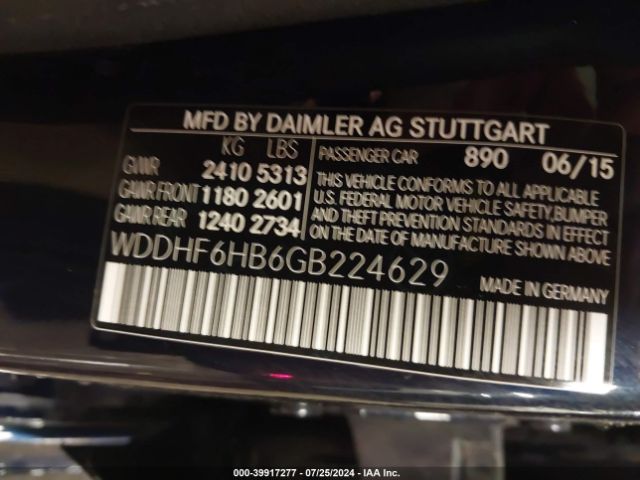 MFD BY DAIMLER AG STUTTGART
KG LBS
GVWR 2410 5313
GAWR FRONT 1180 2601
GAWR REAR 1240 2734
PASSENGER CAR 890 06/15
THIS VEHICLE CONFORMS TO ALL APPLICABLE
U.S. FEDERAL MOTOR VEHICLE SAFETY, BUMPER
AND THEFT PREVENTION STANDARDS IN EFFECT
ON THE DATE OF MANUFACTURE SHOWN ABOVE
WDDHF6HB6GB224629
MADE IN GERMANY
000-39917277 - 07/25/2024 - IAA Inc.